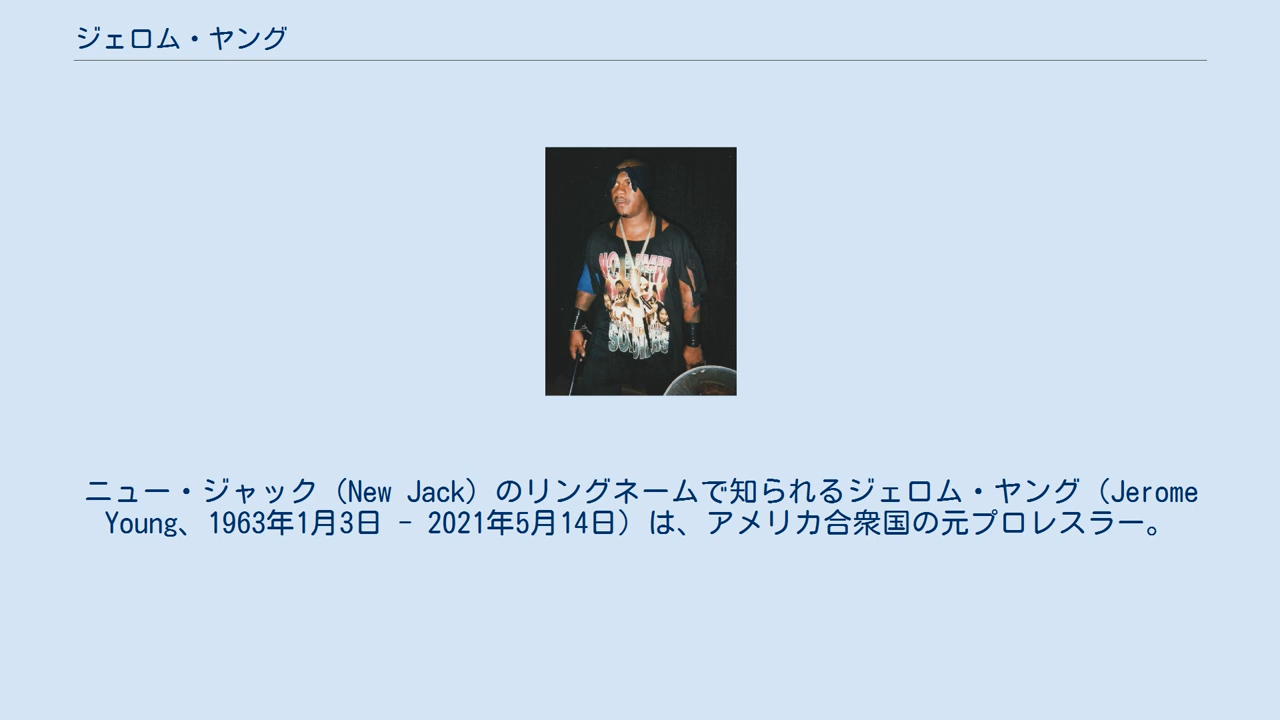 ジェロム・ヤング
NO LIMIT
SOLDIERS
ニュー・ジャック（New Jack）のリングネームで知られるジェロム・ヤング（Jerome
Young、1963年1月3日 - 2021年5月14日）は、アメリカ合衆国の元プロレスラー。